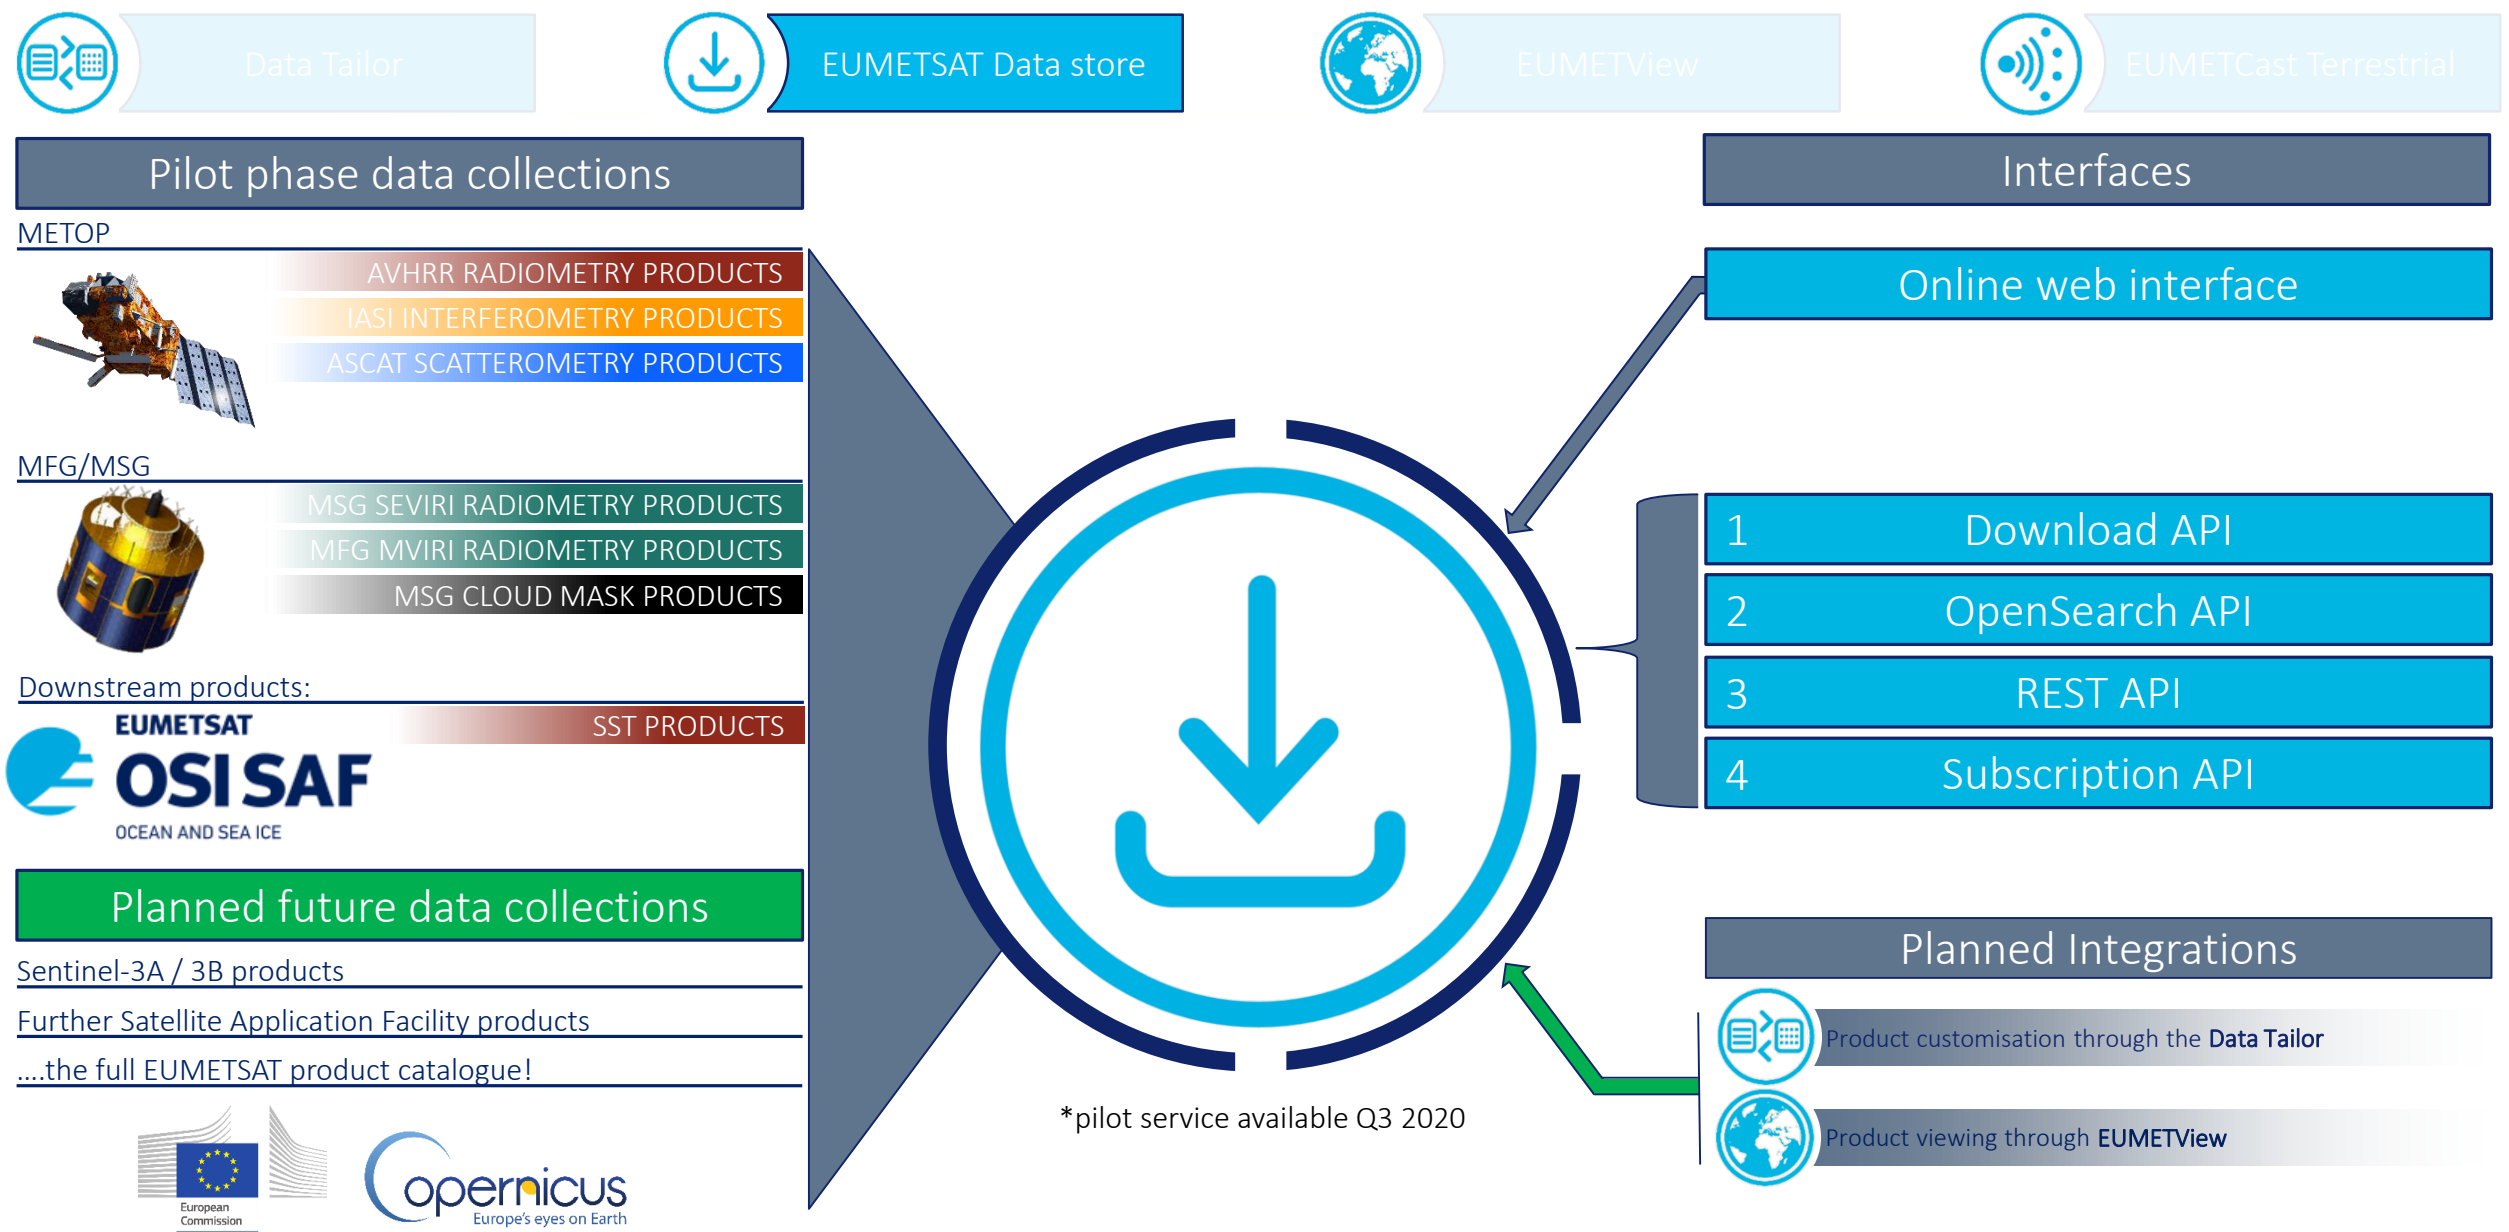 Data Tailor
EUMETSAT Data store
EUMETView
EUMETCast Terrestrial
Pilot phase data collections
METOP
AVHRR RADIOMETRY PRODUCTS
IASI INTERFEROMETRY PRODUCTS
ASCAT SCATTEROMETRY PRODUCTS
MFG/MSG
MSG SEVIRI RADIOMETRY PRODUCTS
MFG MVIRI RADIOMETRY PRODUCTS
MSG CLOUD MASK PRODUCTS
Downstream products:
SST PRODUCTS
EUMETSAT
OSI SAF
OCEAN AND SEA ICE
Planned future data collections
Sentinel-3A / 3B products
Further Satellite Application Facility products
....the full EUMETSAT product catalogue!
European
Commission
Copernicus
Europe's eyes on Earth
*pilot service available Q3 2020
Interfaces
Online web interface
1 Download API
2 OpenSearch API
3 REST API
4 Subscription API
Planned Integrations
Product customisation through the Data Tailor
Product viewing through EUMETView